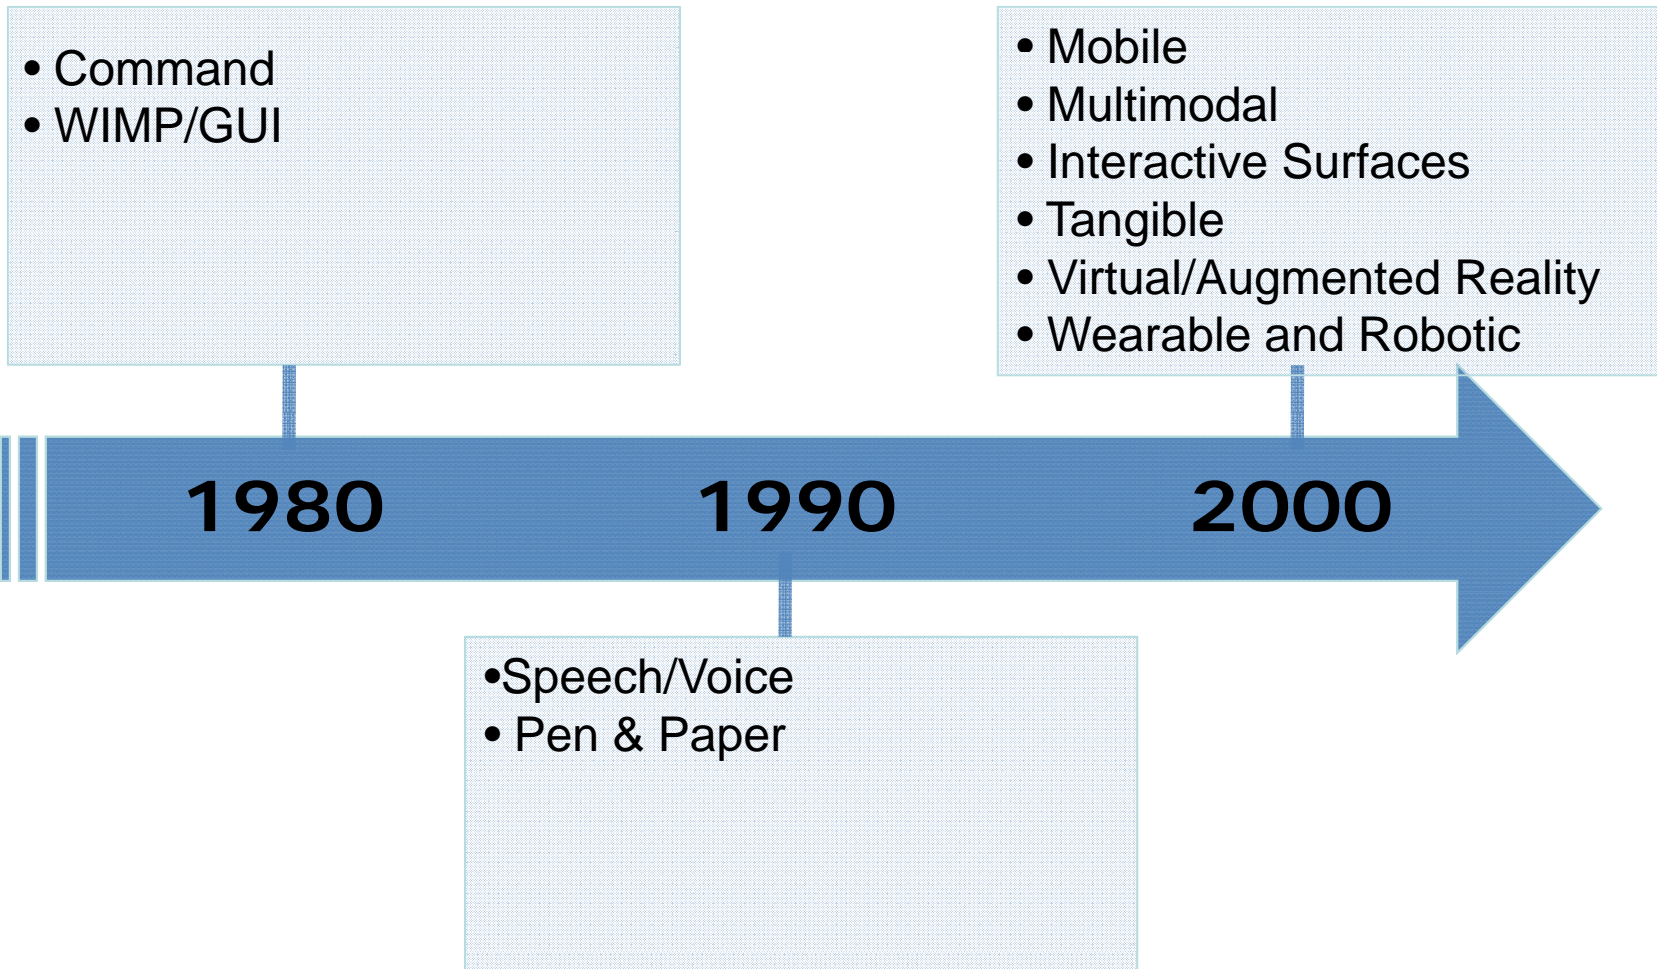 • Command
• WIMP/GUI
• Mobile
• Multimodal
• Interactive Surfaces
• Tangible
• Virtual/Augmented Reality
• Wearable and Robotic
1980 1990 2000
•Speech/Voice
• Pen & Paper